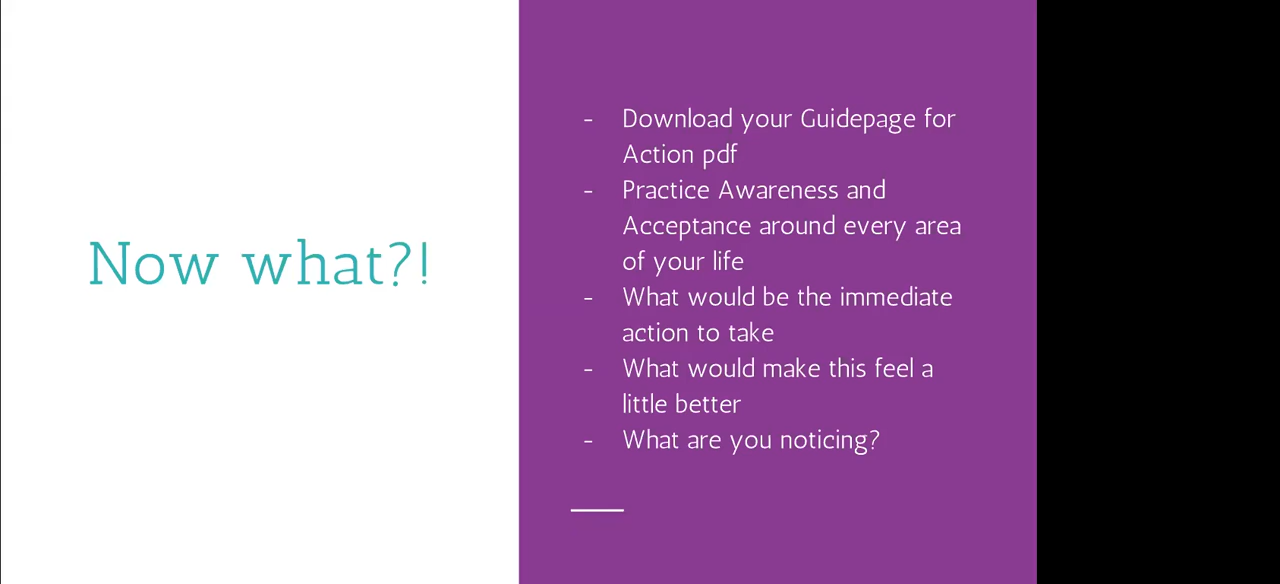 Now what?!
- Download your Guidepage for
Action pdf
- Practice Awareness and
Acceptance around every area
of your life
- What would be the immediate
action to take
- What would make this feel a
little better
- What are you noticing?